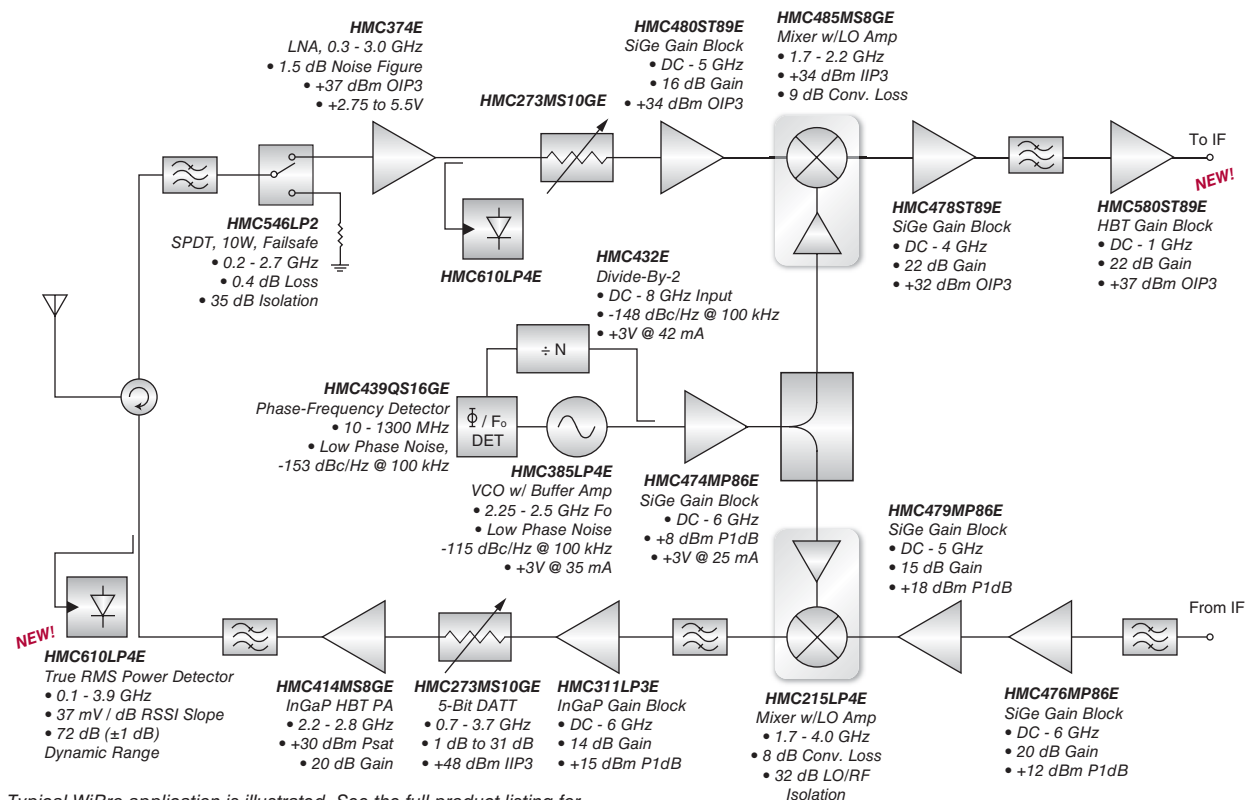 HMC374E
LNA, 0.3 - 3.0 GHz
• 1.5 dB Noise Figure
• +37 dBm OIP3
• +2.75 to 5.5V
HMC273MS10GE
HMC480ST89E
SiGe Gain Block
• DC - 5 GHz
• 16 dB Gain
• +34 dBm OIP3
HMC485MS8GE
Mixer w/LO Amp
• 1.7 - 2.2 GHz
• +34 dBm IIP3
• 9 dB Conv. Loss
To IF
NEW!
HMC546LP2
SPDT, 10W, Failsafe
• 0.2 - 2.7 GHz
• 0.4 dB Loss
• 35 dB Isolation
HMC610LP4E
HMC432E
Divide-By-2
• DC - 8 GHz Input
• -148 dBc/Hz @ 100 kHz
• +3V @ 42 mA
HMC478ST89E
SiGe Gain Block
• DC - 4 GHz
• 22 dB Gain
• +32 dBm OIP3
HMC580ST89E
HBT Gain Block
• DC - 1 GHz
• 22 dB Gain
• +37 dBm OIP3
÷ N
HMC439QS16GE
Phase-Frequency Detector
• 10 - 1300 MHz
• Low Phase Noise,
-153 dBc/Hz @ 100 kHz
Φ / Fo
DET
HMC385LP4E
VCO w/ Buffer Amp
• 2.25 - 2.5 GHz Fo
• Low Phase Noise
-115 dBc/Hz @ 100 kHz
• +3V @ 35 mA
HMC474MP86E
SiGe Gain Block
• DC - 6 GHz
• +8 dBm P1dB
• +3V @ 25 mA
HMC479MP86E
SiGe Gain Block
• DC - 5 GHz
• 15 dB Gain
• +18 dBm P1dB
From IF
NEW!
HMC610LP4E
True RMS Power Detector
• 0.1 - 3.9 GHz
• 37 mV / dB RSSI Slope
• 72 dB (±1 dB)
Dynamic Range
HMC414MS8GE
InGaP HBT PA
• 2.2 - 2.8 GHz
• +30 dBm Psat
• 20 dB Gain
HMC273MS10GE
5-Bit DATT
• 0.7 - 3.7 GHz
• 1 dB to 31 dB
• +48 dBm IIP3
HMC311LP3E
InGaP Gain Block
• DC - 6 GHz
• 14 dB Gain
• +15 dBm P1dB
HMC215LP4E
Mixer w/LO Amp
• 1.7 - 4.0 GHz
• 8 dB Conv. Loss
• 32 dB LO/RF
Isolation
HMC476MP86E
SiGe Gain Block
• DC - 6 GHz
• 20 dB Gain
• +12 dBm P1dB